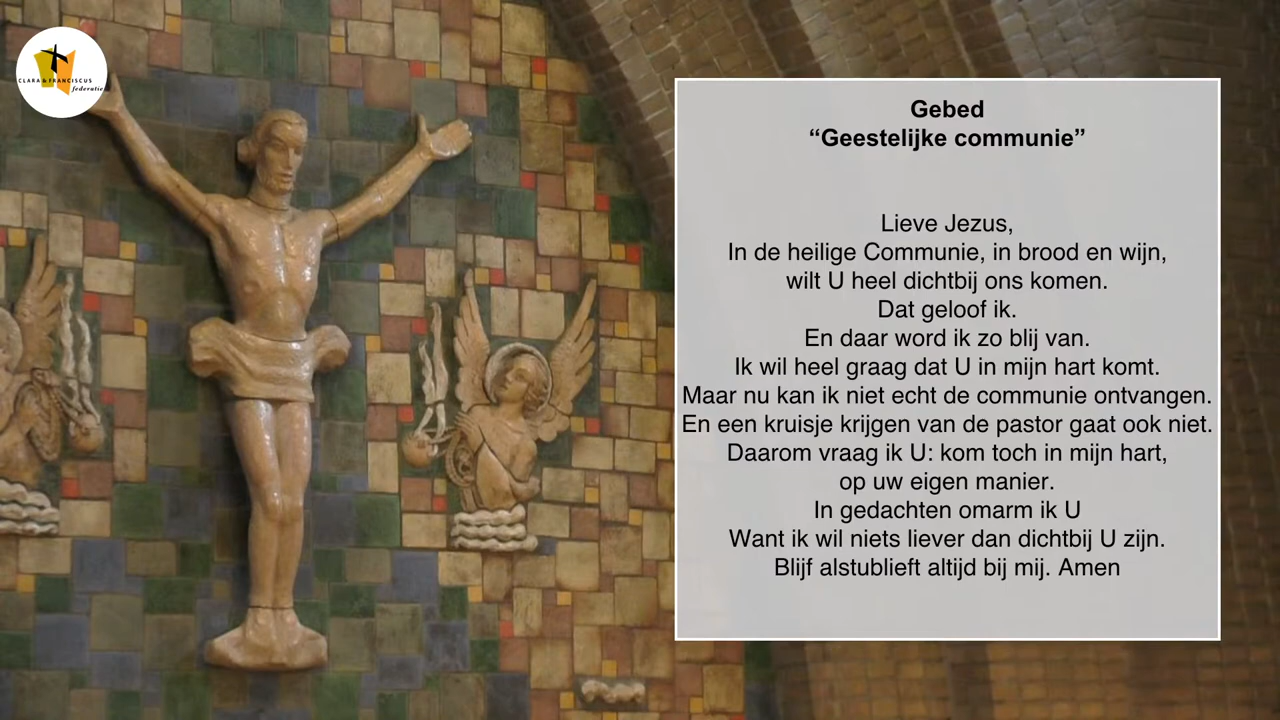 CLARA & FRANCISCUS
federatie
Gebed
“Geestelijke communie”
Lieve Jezus,
In de heilige Communie, in brood en wijn,
wilt U heel dichtbij ons komen.
Dat geloof ik.
En daar word ik zo blij van.
Ik wil heel graag dat U in mijn hart komt.
Maar nu kan ik niet echt de communie ontvangen.
En een kruisje krijgen van de pastor gaat ook niet.
Daarom vraag ik U: kom toch in mijn hart,
op uw eigen manier.
In gedachten omarm ik U
Want ik wil niets liever dan dichtbij U zijn.
Blijf alstublieft altijd bij mij. Amen